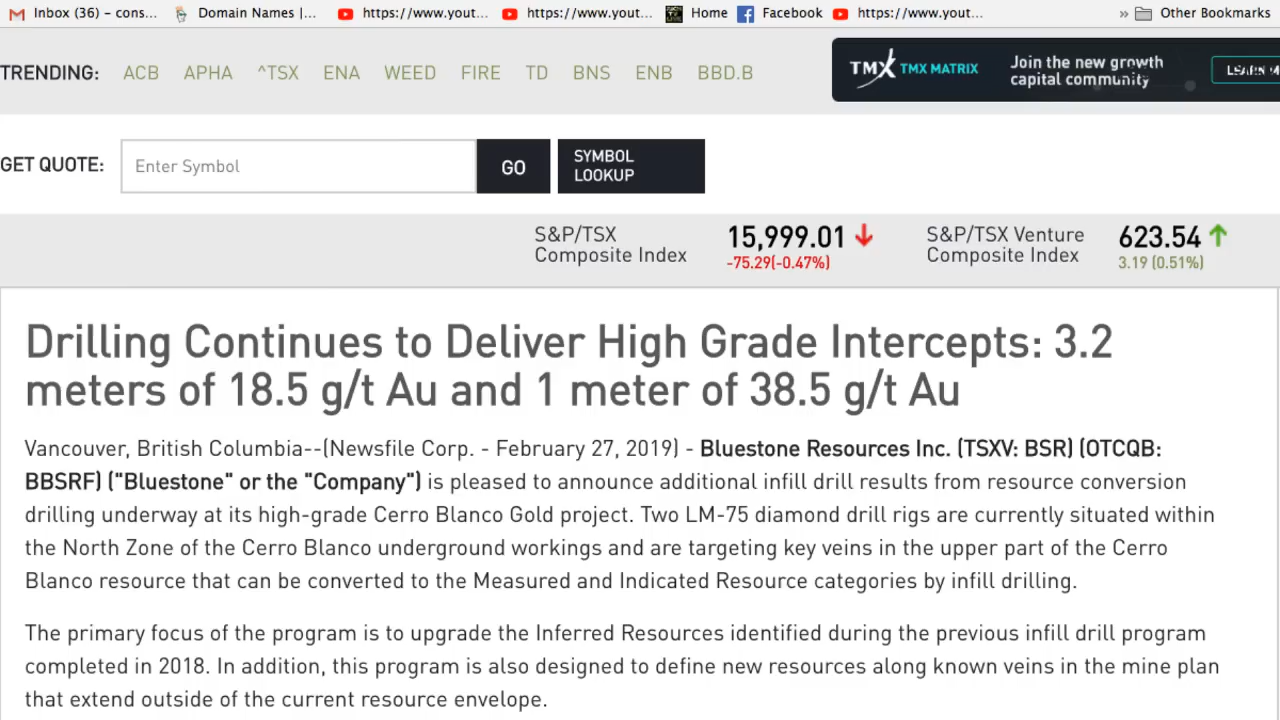 Inbox (36) – cons... Domain Names |... https://www.yout... https://www.yout... Home Facebook https://www.yout... » Other Bookmarks
TRENDING: ACB APHA ^TSX ENA WEED FIRE TD BNS ENB BBD.B
TMX TMX MATRIX
Join the new growth
capital community
GET QUOTE: Enter Symbol GO
SYMBOL
LOOKUP
S&P/TSX
Composite Index
15,999.01
-75.29(-0.47%)
S&P/TSX Venture
Composite Index
623.54
3.19 (0.51%)
Drilling Continues to Deliver High Grade Intercepts: 3.2
meters of 18.5 g/t Au and 1 meter of 38.5 g/t Au
Vancouver, British Columbia--(Newsfile Corp. - February 27, 2019) - Bluestone Resources Inc. (TSXV: BSR) (OTCQB:
BBSRF) ("Bluestone" or the "Company") is pleased to announce additional infill drill results from resource conversion
drilling underway at its high-grade Cerro Blanco Gold project. Two LM-75 diamond drill rigs are currently situated within
the North Zone of the Cerro Blanco underground workings and are targeting key veins in the upper part of the Cerro
Blanco resource that can be converted to the Measured and Indicated Resource categories by infill drilling.
The primary focus of the program is to upgrade the Inferred Resources identified during the previous infill drill program
completed in 2018. In addition, this program is also designed to define new resources along known veins in the mine plan
that extend outside of the current resource envelope.